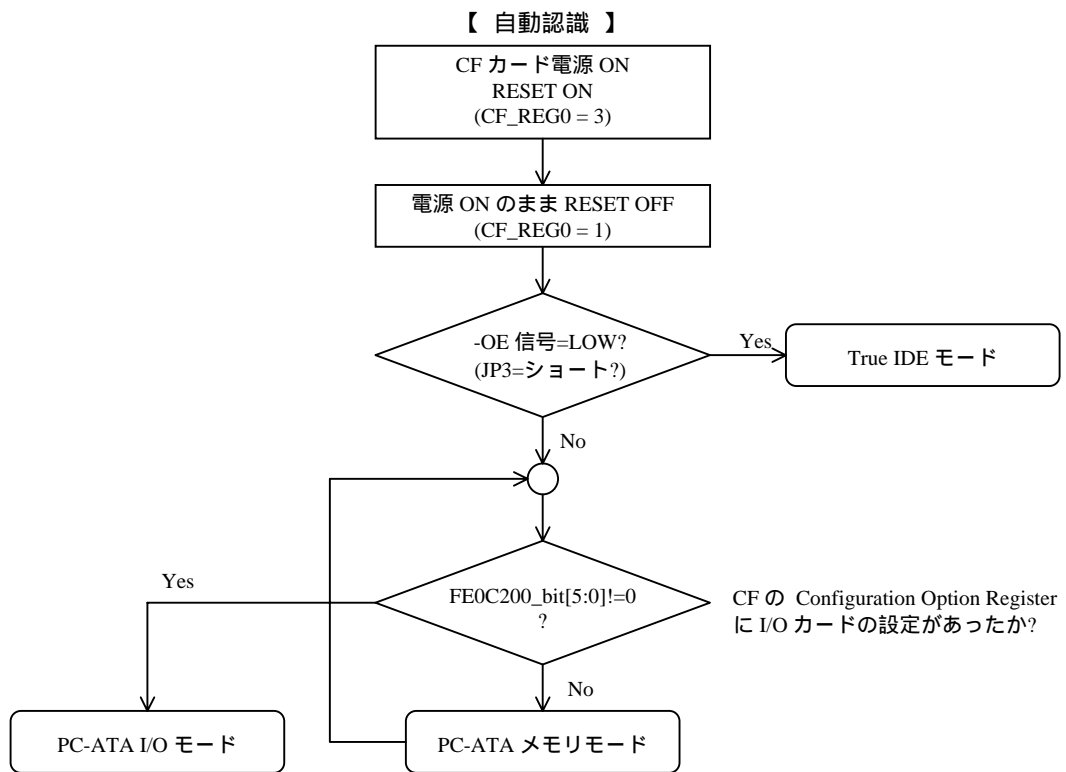 【 自動認識 】
CF カード電源 ON
RESET ON
(CF_REG0 = 3)
電源 ON のまま RESET OFF
(CF_REG0 = 1)
-OE 信号=LOW?
(JP3=ショート?)
Yes
True IDE モード
No
Yes
FE0C200_bit[5:0]!=0
?
CF の Configuration Option Register
に I/O カードの設定があったか?
No
PC-ATA I/O モード
PC-ATA メモリモード